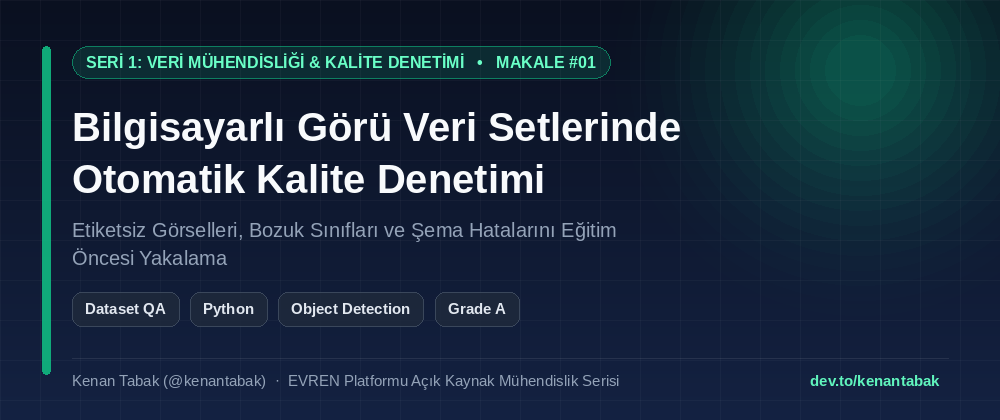 SERİ 1: VERİ MÜHENDİSLİĞİ & KALİTE DENETİMİ • MAKALE #01
Bilgisayarlı Görü Veri Setlerinde
Otomatik Kalite Denetimi
Etiketsiz Görselleri, Bozuk Sınıfları ve Şema Hatalarını Eğitim
Öncesi Yakalama
Dataset QA Python Object Detection Grade A
Kenan Tabak (@kenantabak) · EVREN Platformu Açık Kaynak Mühendislik Serisi dev.to/kenantabak